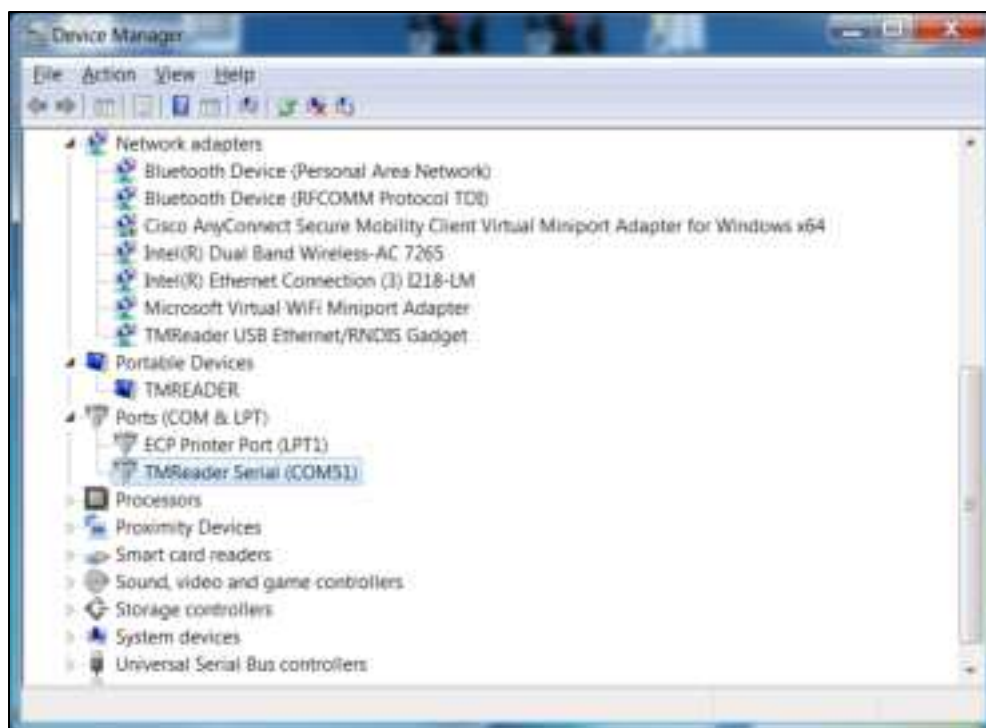 Device Manager
File Action View Help
Network adapters
Bluetooth Device (Personal Area Network)
Bluetooth Device (RFCOMM Protocol TDI)
Cisco AnyConnect Secure Mobility Client Virtual Miniport Adapter for Windows x64
Intel(R) Dual Band Wireless-AC 7265
Intel(R) Ethernet Connection (3) I218-LM
Microsoft Virtual WiFi Miniport Adapter
TMReader USB Ethernet/RNDIS Gadget
Portable Devices
TMREADER
Ports (COM & LPT)
ECP Printer Port (LPT1)
TMReader Serial (COM51)
Processors
Proximity Devices
Smart card readers
Sound, video and game controllers
Storage controllers
System devices
Universal Serial Bus controllers